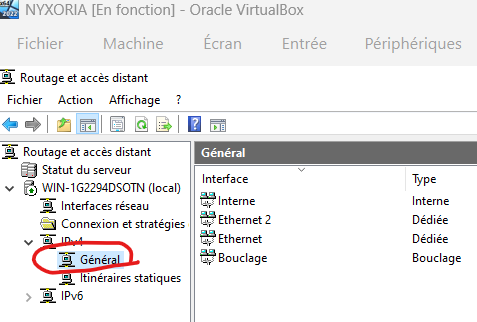 2022
NYXORIA [En fonction] - Oracle VirtualBox
Fichier Machine Écran Entrée Périphériques
Routage et accès distant
Fichier Action Affichage ?
Routage et accès distant
Statut du serveur
WIN-1G2294DSOTN (local)
Interfaces réseau
Connexion et stratégies
IPv4
Général
Itinéraires statiques
IPv6
Général
Interface Type
Interne Interne
Ethernet 2 Dédiée
Ethernet Dédiée
Bouclage Bouclage